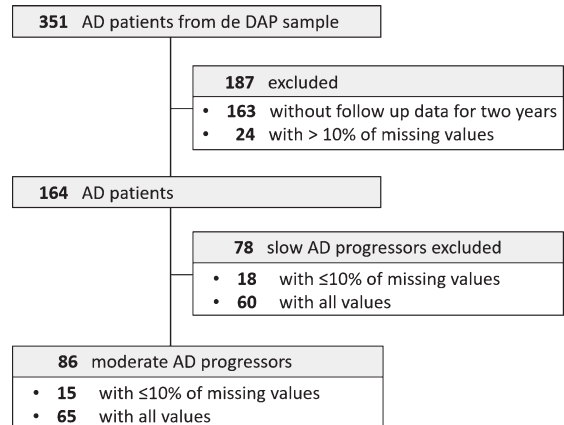 351 AD patients from de DAP sample
187 excluded
• 163 without follow up data for two years
• 24 with > 10% of missing values
164 AD patients
78 slow AD progressors excluded
• 18 with ≤10% of missing values
• 60 with all values
86 moderate AD progressors
• 15 with ≤10% of missing values
• 65 with all values